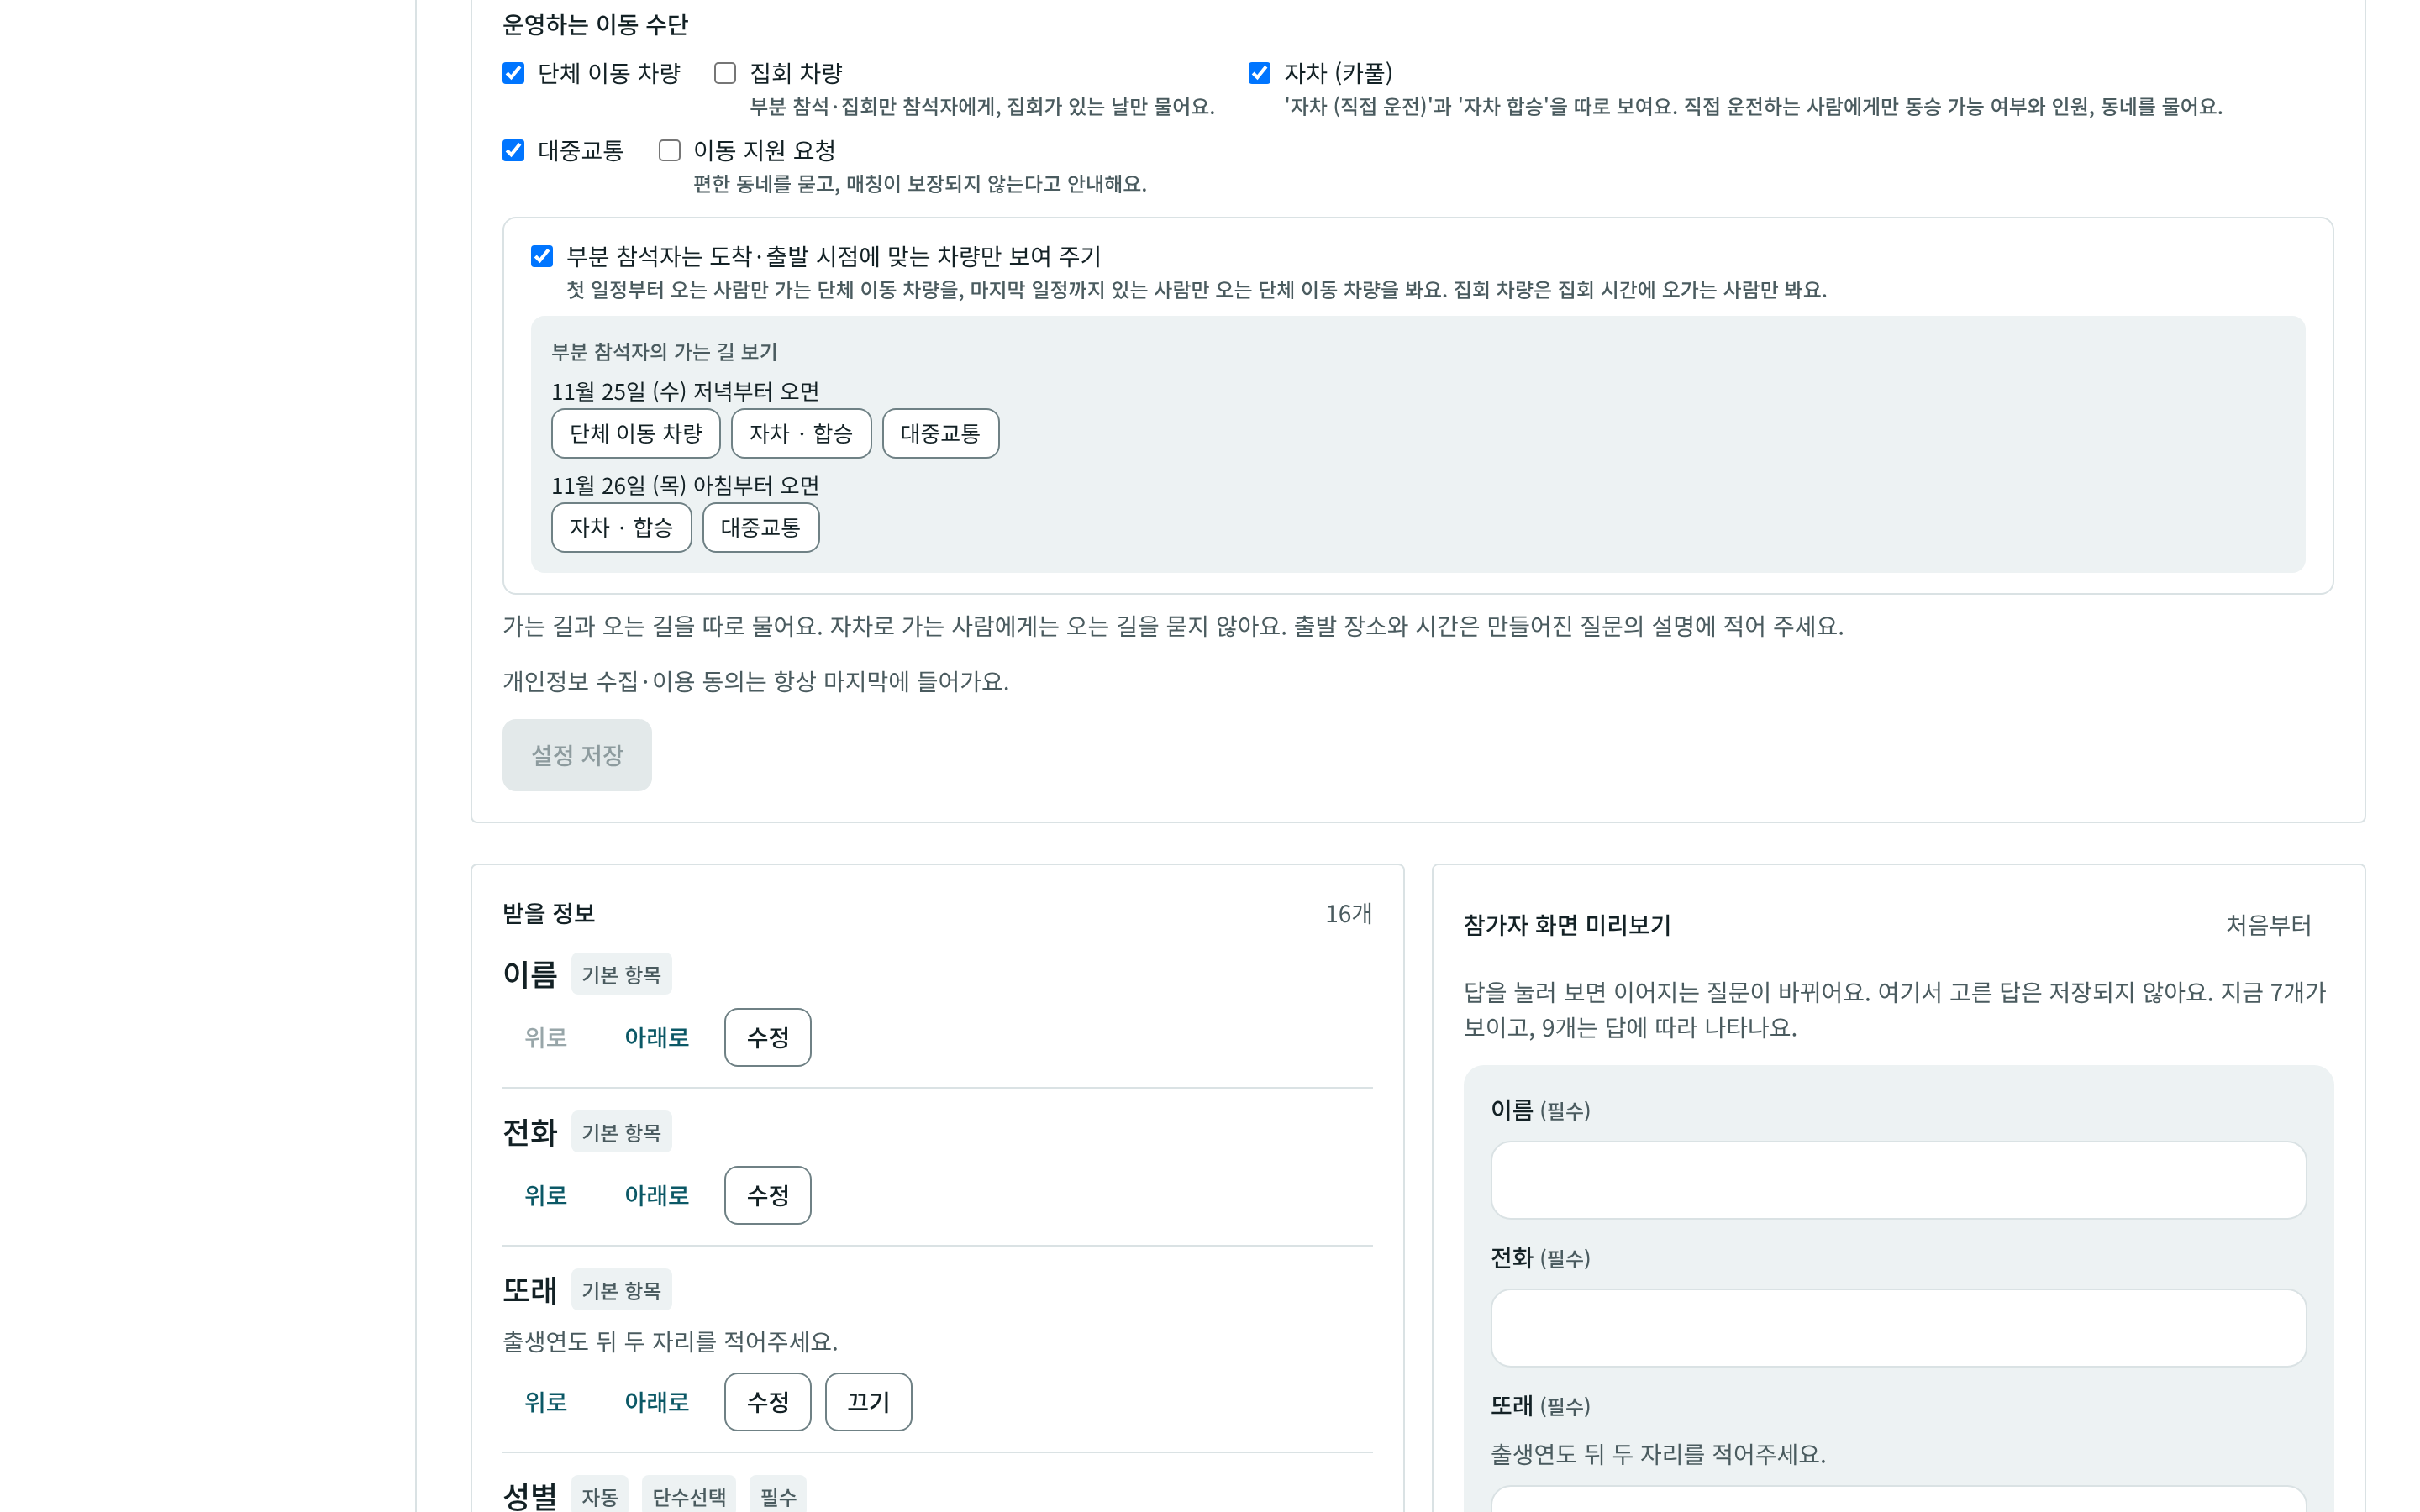 운영하는 이동 수단
단체 이동 차량
집회 차량
부분 참석·집회만 참석자에게, 집회가 있는 날만 물어요.
자차 (카풀)
'자차 (직접 운전)'과 '자차 합승'을 따로 보여요. 직접 운전하는 사람에게만 동승 가능 여부와 인원, 동네를 물어요.
대중교통
이동 지원 요청
편한 동네를 묻고, 매칭이 보장되지 않는다고 안내해요.
부분 참석자는 도착·출발 시점에 맞는 차량만 보여 주기
첫 일정부터 오는 사람만 가는 단체 이동 차량을, 마지막 일정까지 있는 사람만 오는 단체 이동 차량을 봐요. 집회 차량은 집회 시간에 오가는 사람만 봐요.
부분 참석자의 가는 길 보기
11월 25일 (수) 저녁부터 오면
단체 이동 차량 자차 · 합승 대중교통
11월 26일 (목) 아침부터 오면
자차 · 합승 대중교통
가는 길과 오는 길을 따로 물어요. 자차로 가는 사람에게는 오는 길을 묻지 않아요. 출발 장소와 시간은 만들어진 질문의 설명에 적어 주세요.
개인정보 수집·이용 동의는 항상 마지막에 들어가요.
설정 저장
받을 정보 16개
이름 기본 항목
위로 아래로 수정
전화 기본 항목
위로 아래로 수정
또래 기본 항목
출생연도 뒤 두 자리를 적어주세요.
위로 아래로 수정 끄기
성별 자동 단수선택 필수
참가자 화면 미리보기 처음부터
답을 눌러 보면 이어지는 질문이 바뀌어요. 여기서 고른 답은 저장되지 않아요. 지금 7개가
보이고, 9개는 답에 따라 나타나요.
이름 (필수)
전화 (필수)
또래 (필수)
출생연도 뒤 두 자리를 적어주세요.